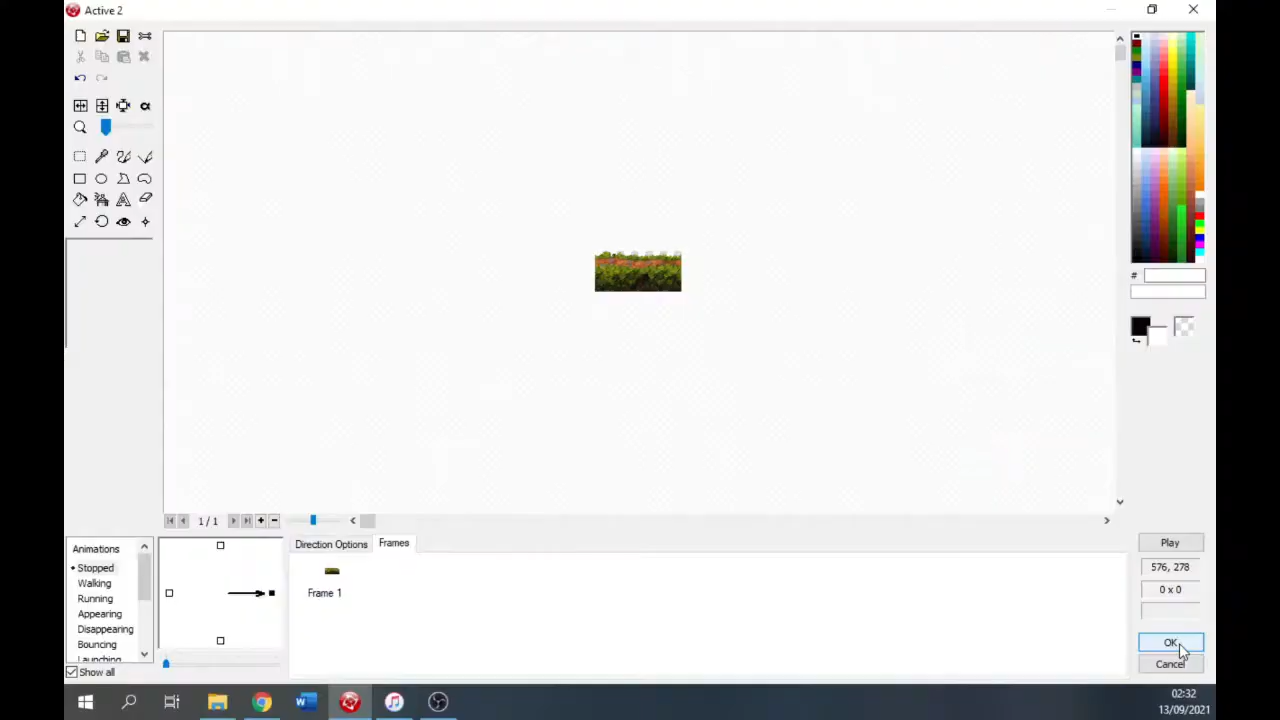 Active 2
#
1 / 1
Animations
Stopped
Walking
Running
Appearing
Disappearing
Bouncing
Launching
Show all
Direction Options
Frames
Frame 1
Play
576, 278
0 x 0
OK
Cancel
02:32
13/09/2021